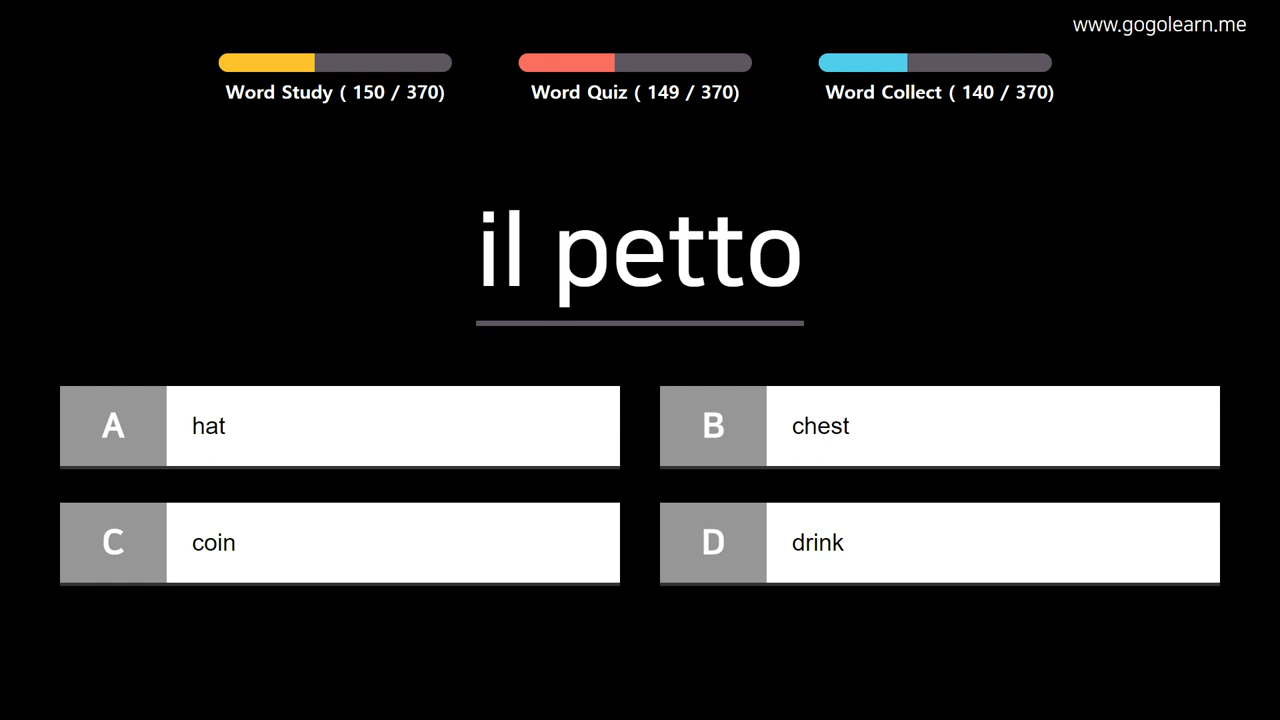 www.gogolearn.me
Word Study ( 150 / 370)
Word Quiz ( 149 / 370)
Word Collect ( 140 / 370)
il petto
A hat
B chest
C coin
D drink